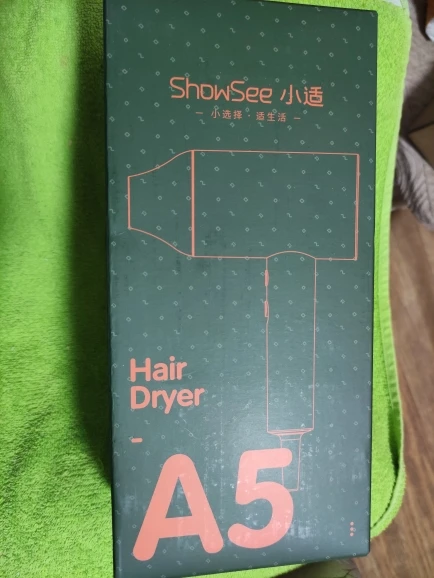 ShowSee 小适
— 小选择 · 适生活 —
Hair
Dryer
-
A5